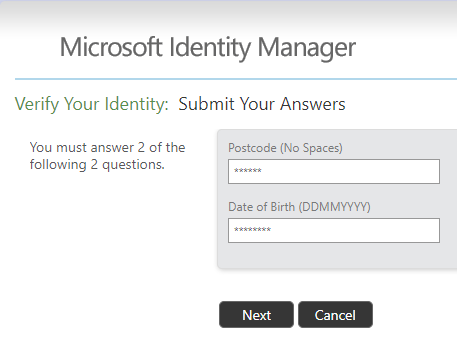 Microsoft Identity Manager
Verify Your Identity: Submit Your Answers
You must answer 2 of the
following 2 questions.
Postcode (No Spaces)
******
Date of Birth (DDMMYYYY)
********
Next
Cancel